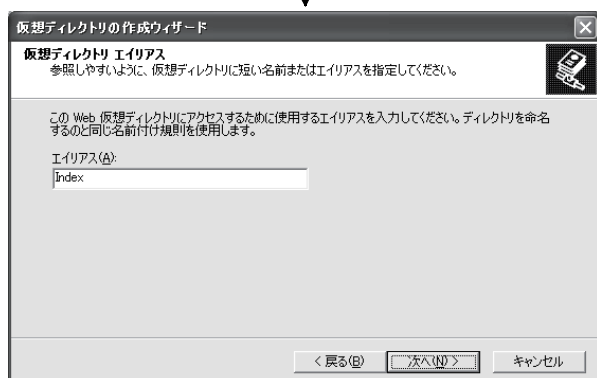 仮想ディレクトリの作成ウィザード
仮想ディレクトリ エイリアス
参照しやすいように、仮想ディレクトリに短い名前またはエイリアスを指定してください。
この Web 仮想ディレクトリにアクセスするために使用するエイリアスを入力してください。ディレクトリを命名
するのと同じ名前付け規則を使用します。
エイリアス(A):
Index
< 戻る(B) 次へ(N) > キャンセル